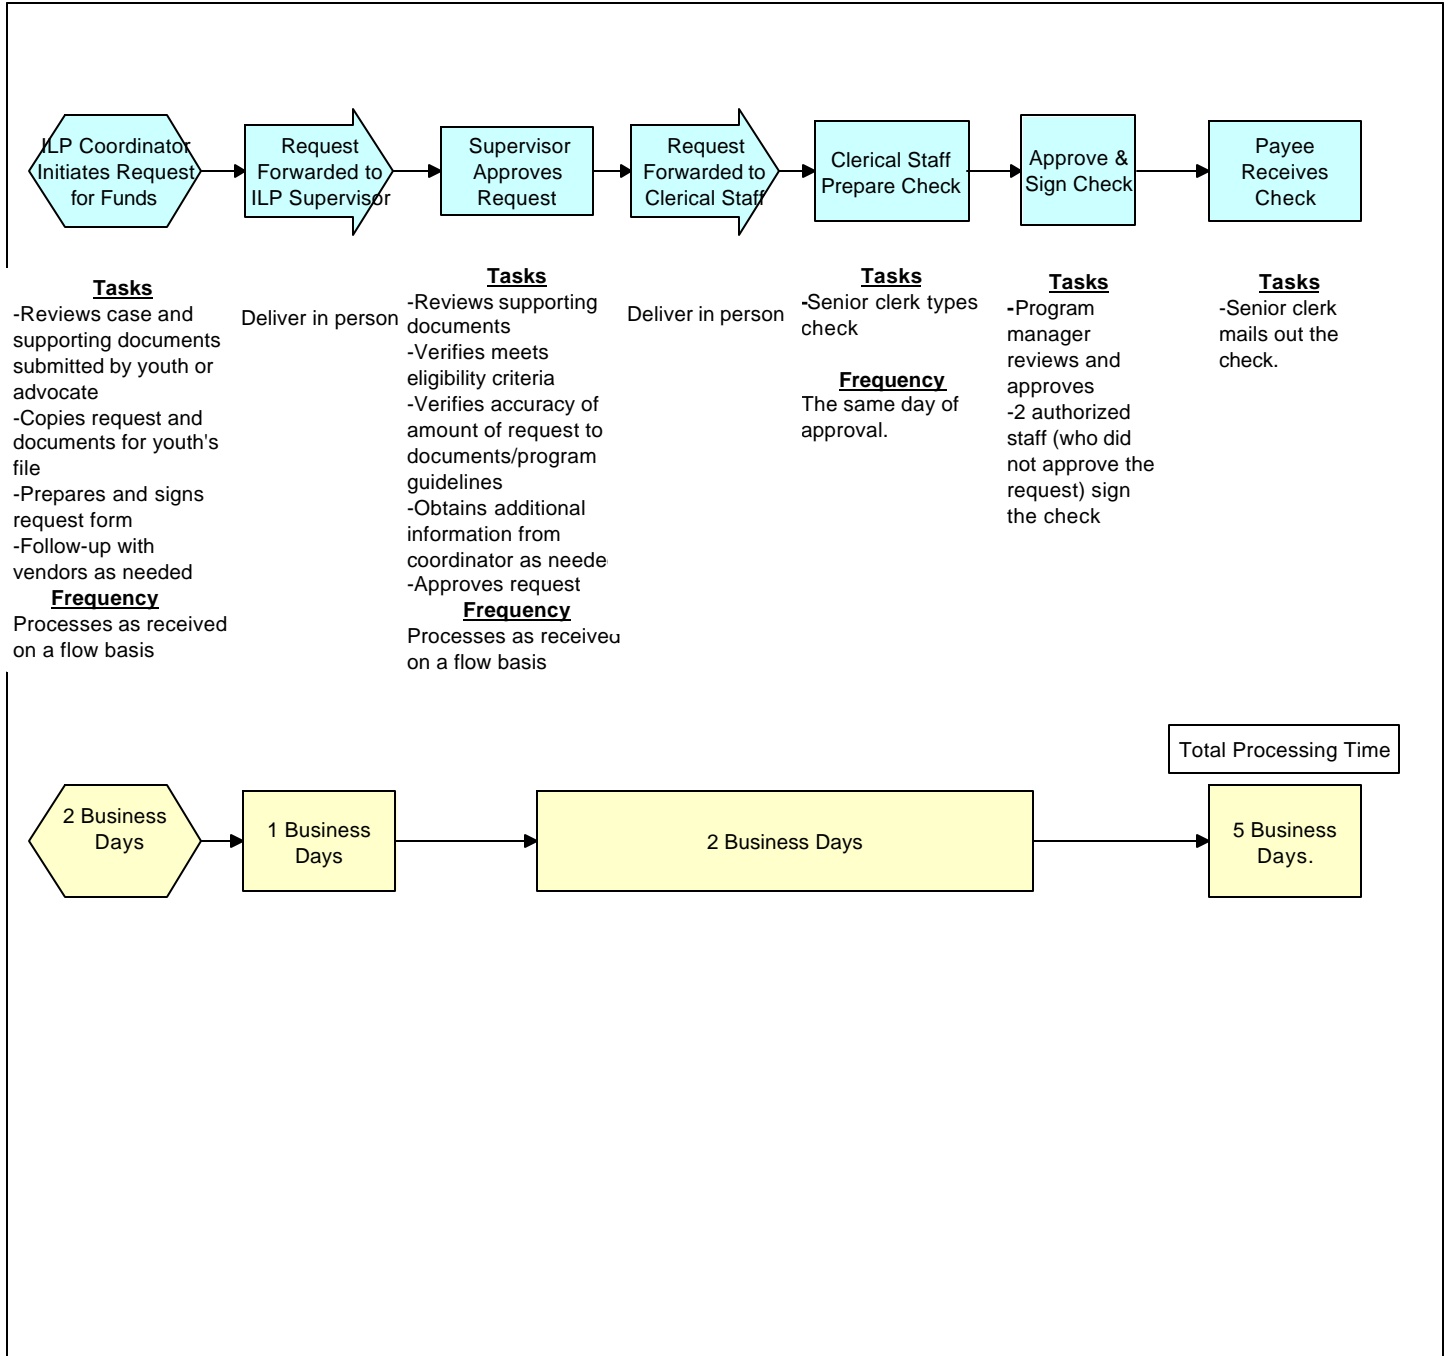 ILP Coordinator
Initiates Request
for Funds
Request
Forwarded to
ILP Supervisor
Supervisor
Approves
Request
Request
Forwarded to
Clerical Staff
Clerical Staff
Prepare Check
Approve &
Sign Check
Payee
Receives
Check
Tasks
-Reviews case and
supporting documents
submitted by youth or
advocate
-Copies request and
documents for youth's
file
-Prepares and signs
request form
-Follow-up with
vendors as needed
Frequency
Processes as received
on a flow basis
Deliver in person
Tasks
-Reviews supporting
documents
-Verifies meets
eligibility criteria
-Verifies accuracy of
amount of request to
documents/program
guidelines
-Obtains additional
information from
coordinator as neede
-Approves request
Frequency
Processes as received
on a flow basis
Deliver in person
Tasks
-Senior clerk types
check
Frequency
The same day of
approval.
Tasks
-Program
manager
reviews and
approves
-2 authorized
staff (who did
not approve the
request) sign
the check
Tasks
-Senior clerk
mails out the
check.
Total Processing Time
2 Business
Days
1 Business
Days
2 Business Days
5 Business
Days.